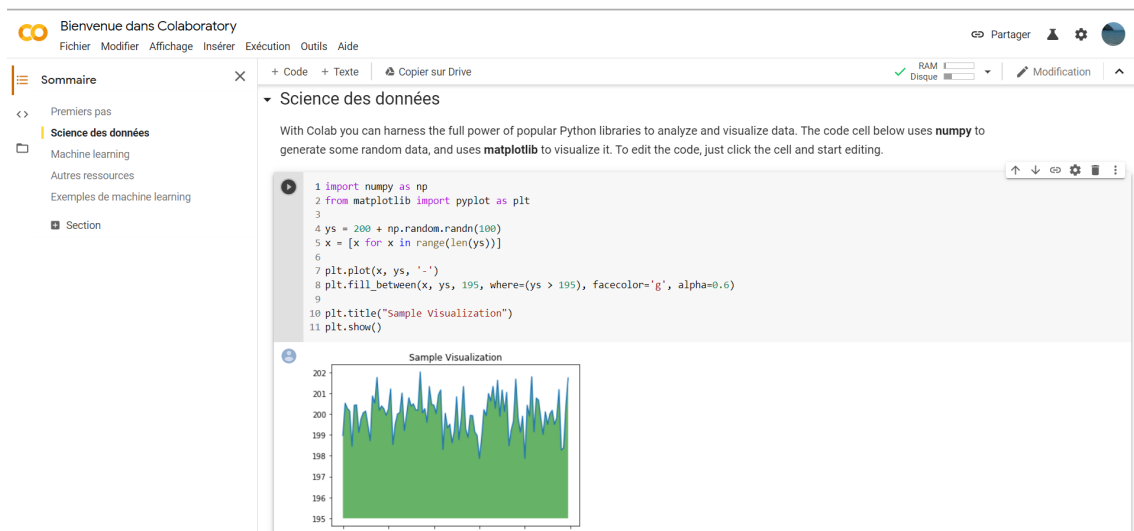 Bienvenue dans Colaboratory
Fichier Modifier Affichage Insérer Exécution Outils Aide
Partager
Sommaire
Premiers pas
Science des données
Machine learning
Autres ressources
Exemples de machine learning
Section
+ Code + Texte Copier sur Drive
RAM
Disque
Modification
Science des données
With Colab you can harness the full power of popular Python libraries to analyze and visualize data. The code cell below uses numpy to
generate some random data, and uses matplotlib to visualize it. To edit the code, just click the cell and start editing.
1 import numpy as np
2 from matplotlib import pyplot as plt
3
4 ys = 200 + np.random.randn(100)
5 x = [x for x in range(len(ys))]
6
7 plt.plot(x, ys, '-')
8 plt.fill_between(x, ys, 195, where=(ys > 195), facecolor='g', alpha=0.6)
9
10 plt.title("Sample Visualization")
11 plt.show()
Sample Visualization
202
201
200
199
198
197
196
195